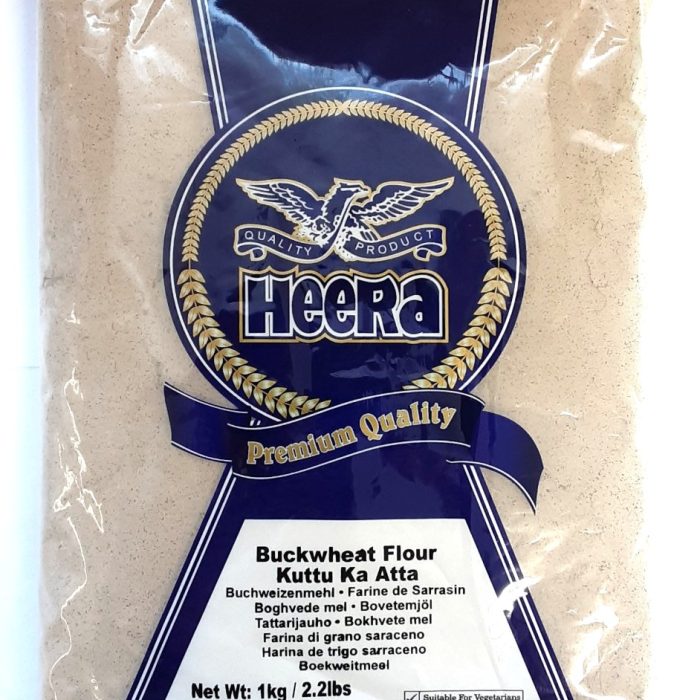 QUALITY PRODUCT
HeeRa
Premium Quality
Buckwheat Flour
Kuttu Ka Atta
Buchweizenmehl • Farine de Sarrasin
Boghvede mel • Bovetemjöl
Tattarijauho • Bokhvete mel
Farina di grano saraceno
Harina de trigo sarraceno
Boekweitmeel
Net Wt: 1kg / 2.2lbs
Suitable For Vegetarians